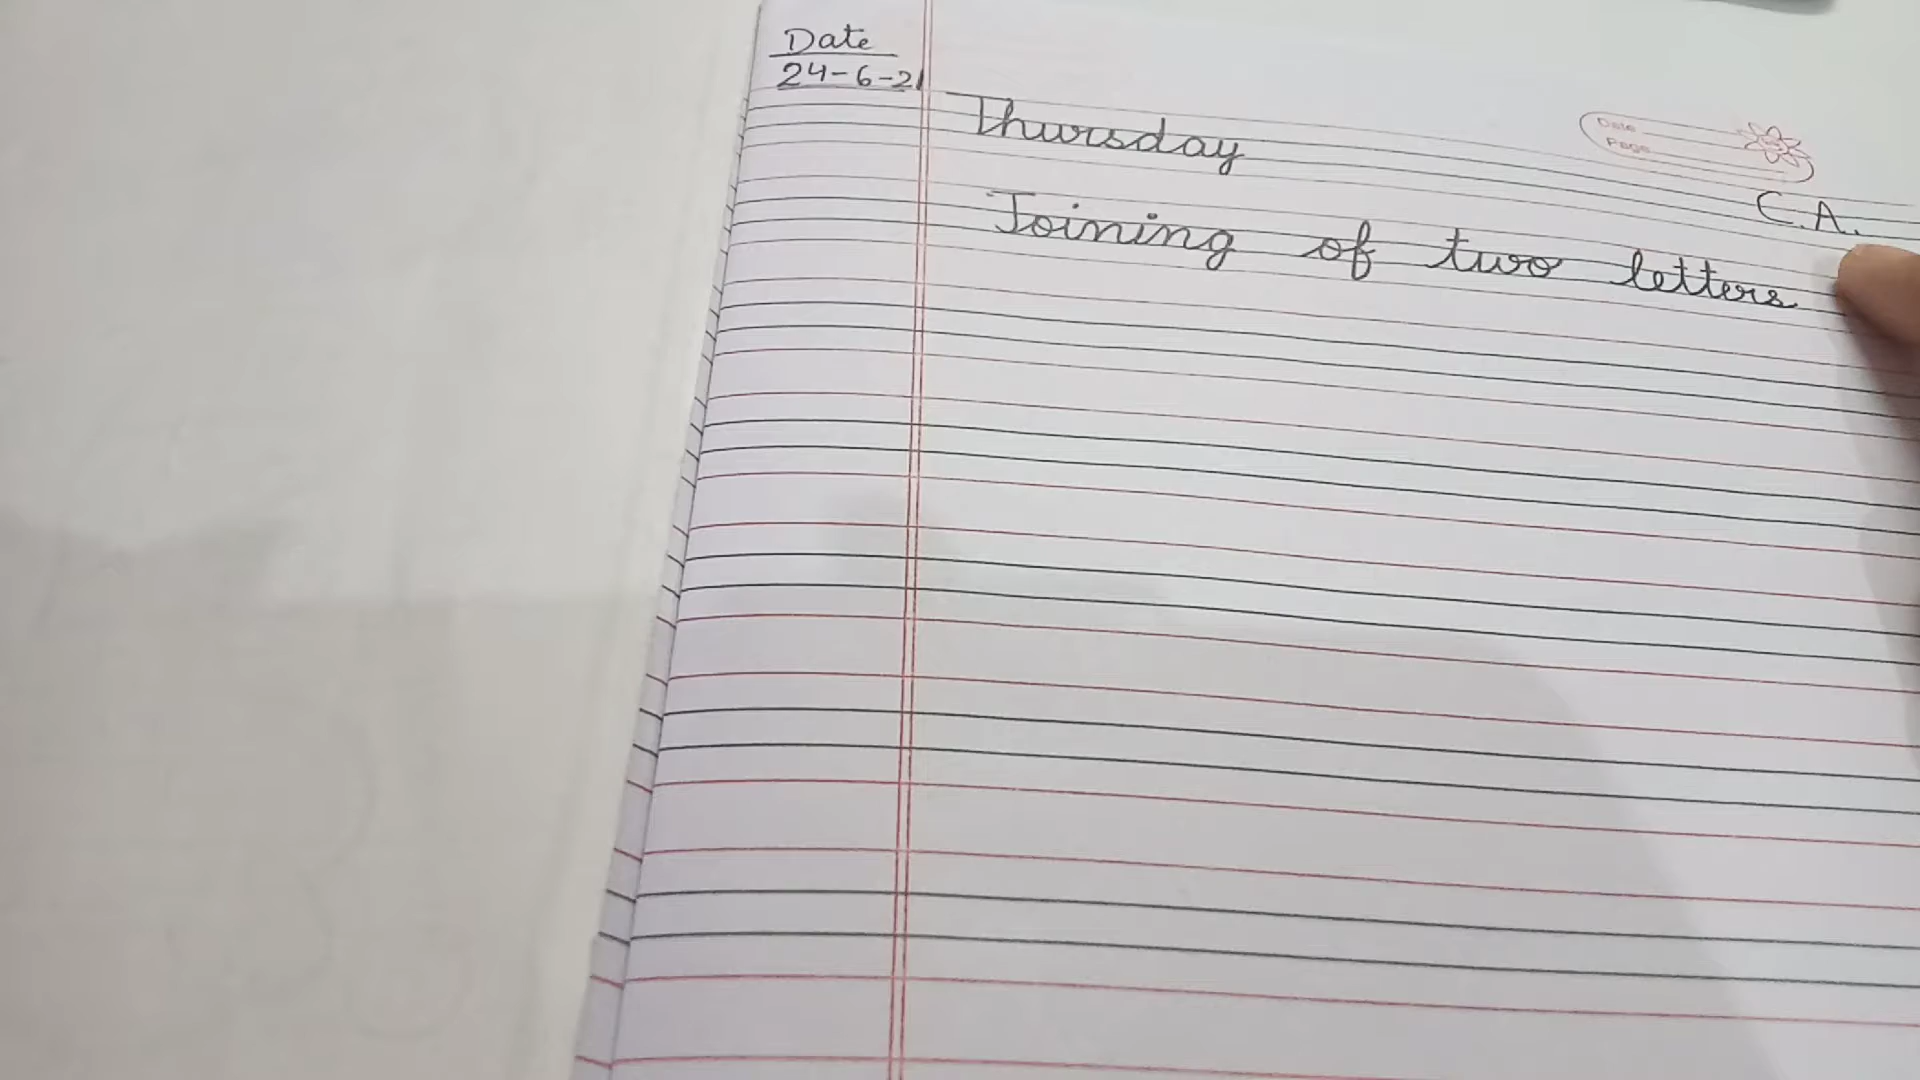 Date
24-6-21
Thursday
Date
Page
C.A.
Joining of two letters